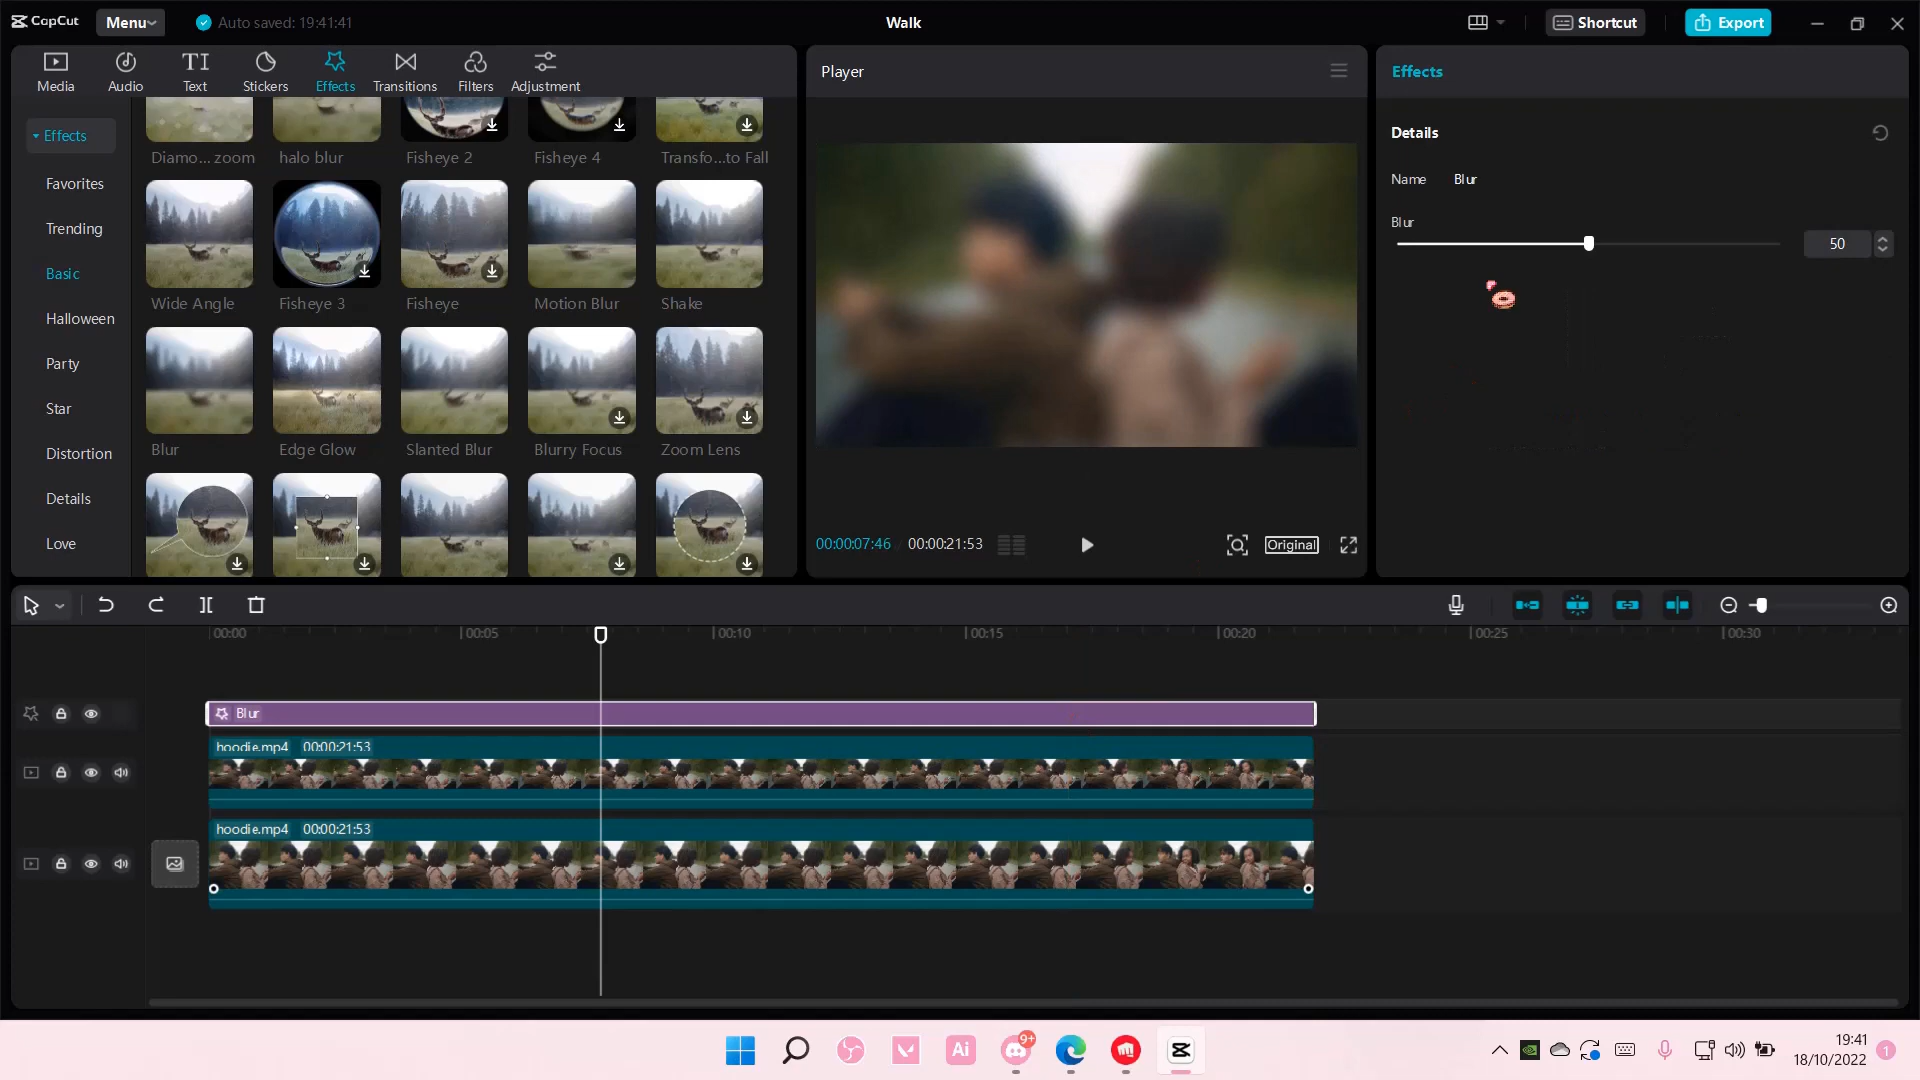 CapCut
Menu
Auto saved: 19:41:41
Walk
Shortcut
Export
Media
Audio
Text
Stickers
Effects
Transitions
Filters
Adjustment
Player
Effects
Effects
Favorites
Trending
Basic
Halloween
Party
Star
Distortion
Details
Love
Diamo... zoom
halo blur
Fisheye 2
Fisheye 4
Transfo...to Fall
Wide Angle
Fisheye 3
Fisheye
Motion Blur
Shake
Blur
Edge Glow
Slanted Blur
Blurry Focus
Zoom Lens
00:00:07:46
00:00:21:53
Original
Details
Name Blur
Blur
50
00:00
00:05
00:10
00:15
00:20
00:25
00:30
Blur
hoodie.mp4 00:00:21:53
hoodie.mp4 00:00:21:53
Ai
9+
19:41
18/10/2022
1